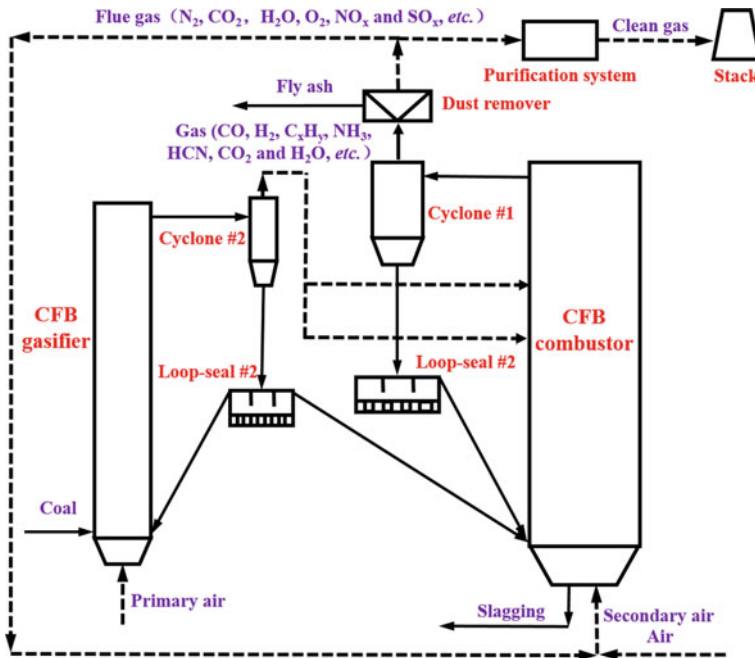 Flue gas（N₂, CO₂，H₂O, O₂, NOₓ and SOₓ, etc.）
Clean gas
Purification system
Stack
Fly ash
Dust remover
Gas (CO, H₂, CₓHᵧ, NH₃,
HCN, CO₂ and H₂O, etc.）
Cyclone #2
Cyclone #1
CFB
gasifier
CFB
combustor
Loop-seal #2
Loop-seal #2
Coal
Primary air
Slagging
Secondary air
Air